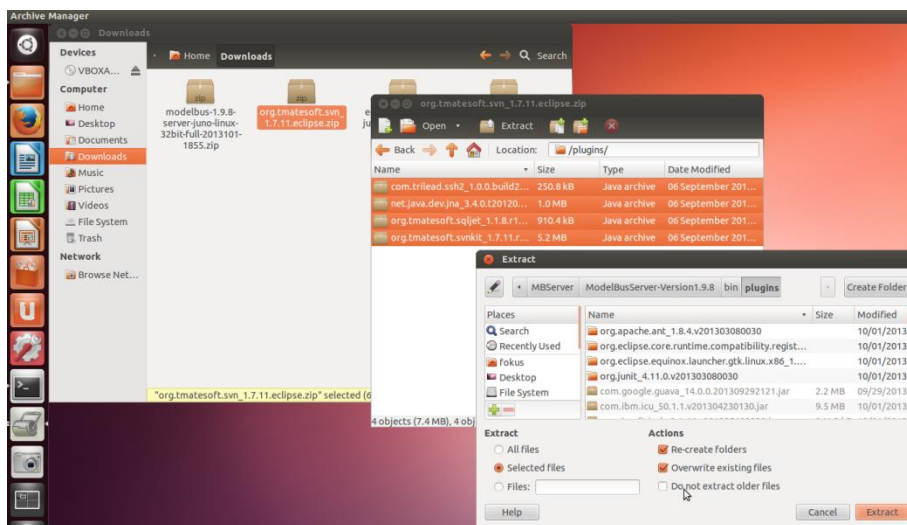 Archive Manager
Downloads
Devices
VBOXA...
Computer
Home
Desktop
Documents
Downloads
Music
Pictures
Videos
File System
Trash
Network
Browse Net...
Home Downloads
Search
zip
modelbus-1.9.8-
server-juno-linux-
32bit-full-2013101-
1855.zip
zip
org.tmatesoft.svn_
1.7.11.eclipse.zip
"org.tmatesoft.svn_1.7.11.eclipse.zip" selected (6
org.tmatesoft.svn_1.7.11.eclipse.zip
Open Extract
Back Location: /plugins/
Name Size Type Date Modified
com.trilead.ssh2_1.0.0.build2... 250.8 kB Java archive 06 September 201...
net.java.dev.jna_3.4.0.t20120... 1.0 MB Java archive 06 September 201...
org.tmatesoft.sqljet_1.1.8.r1... 910.4 kB Java archive 06 September 201...
org.tmatesoft.svnkit_1.7.11.r... 5.2 MB Java archive 06 September 201...
4 objects (7.4 MB), 4 obj
Extract
MBServer ModelBusServer-Version1.9.8 bin plugins Create Folder
Places
Search
Recently Used
fokus
Desktop
File System
Name Size Modified
org.apache.ant_1.8.4.v201303080030 10/01/2013
org.eclipse.core.runtime.compatibility.regist... 10/01/2013
org.eclipse.equinox.launcher.gtk.linux.x86_1.... 10/01/2013
org.junit_4.11.0.v201303080030 10/01/2013
com.google.guava_14.0.0.201309292121.jar 2.2 MB 09/29/2013
com.ibm.icu_50.1.1.v201304230130.jar 9.5 MB 10/01/2013
Extract
All files
Selected files
Files:
Actions
Re-create folders
Overwrite existing files
Do not extract older files
Help Cancel Extract